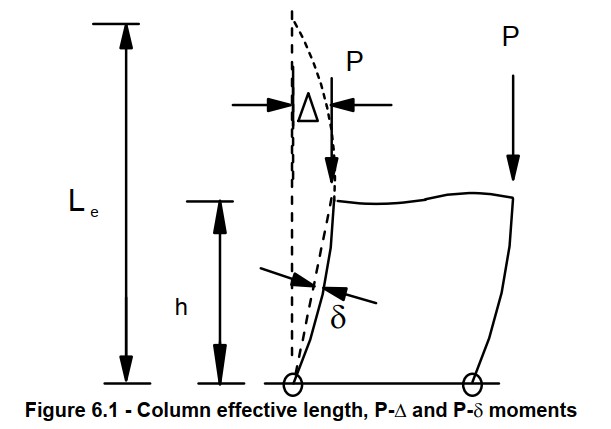 P
P
Δ
L e
h
δ
Figure 6.1 - Column effective length, P-Δ and P-δ moments